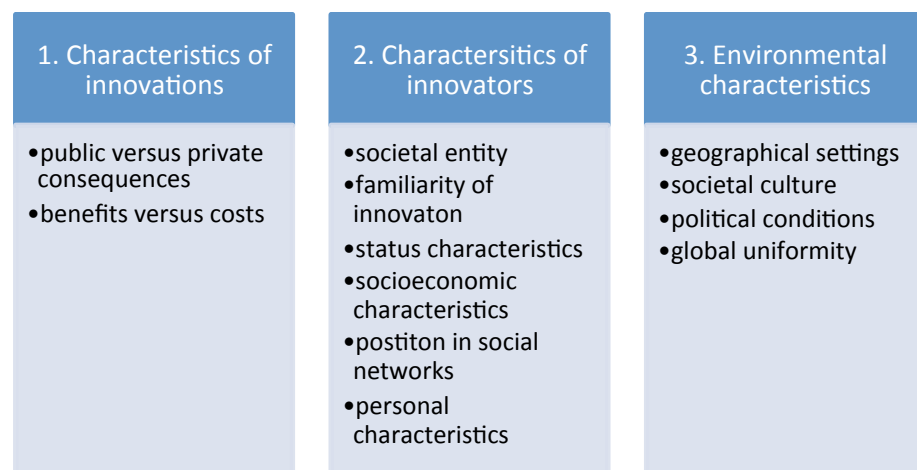 1. Characteristics of
innovations
•public versus private
consequences
•benefits versus costs
2. Charactersitics of
innovators
•societal entity
•familiarity of
innovaton
•status characteristics
•socioeconomic
characteristics
•postiton in social
networks
•personal
characteristics
3. Environmental
characteristics
•geographical settings
•societal culture
•political conditions
•global uniformity